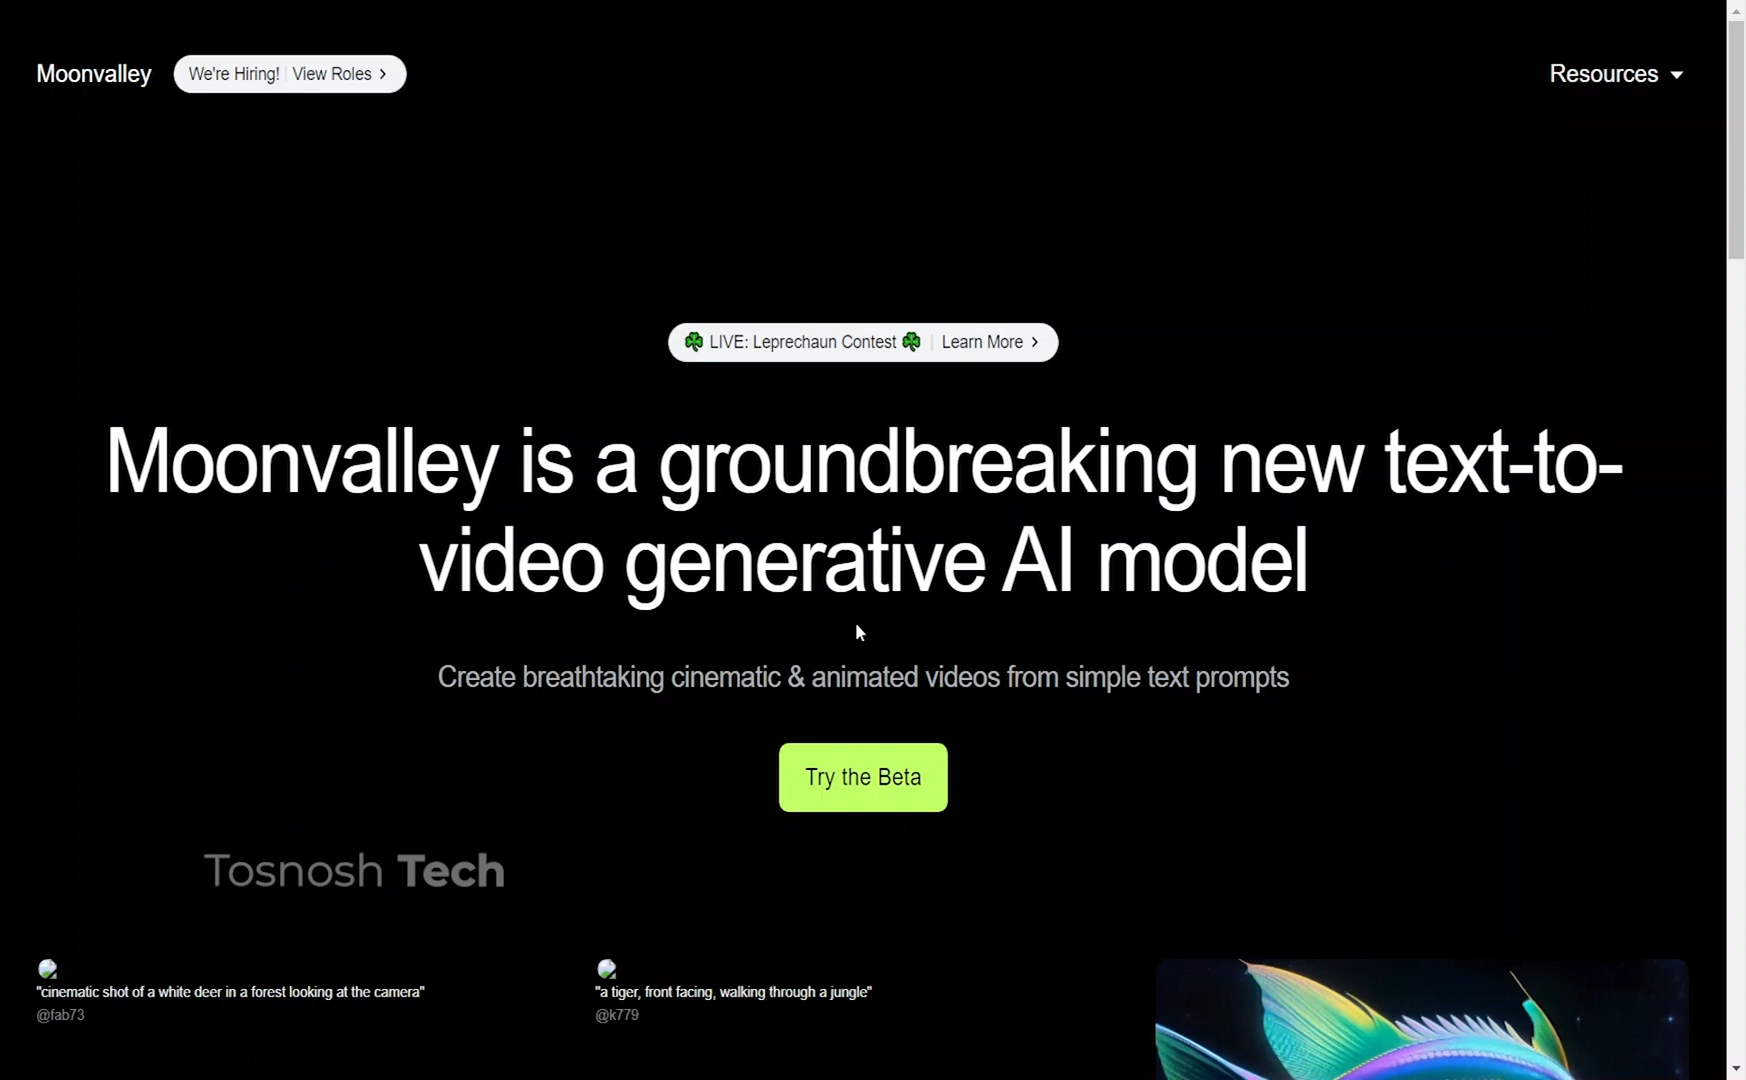 Moonvalley
We're Hiring! View Roles
Resources
☘️ LIVE: Leprechaun Contest ☘️ Learn More
Moonvalley is a groundbreaking new text-to-
video generative AI model
Create breathtaking cinematic & animated videos from simple text prompts
Try the Beta
Tosnosh Tech
"cinematic shot of a white deer in a forest looking at the camera"
@fab73
"a tiger, front facing, walking through a jungle"
@k779